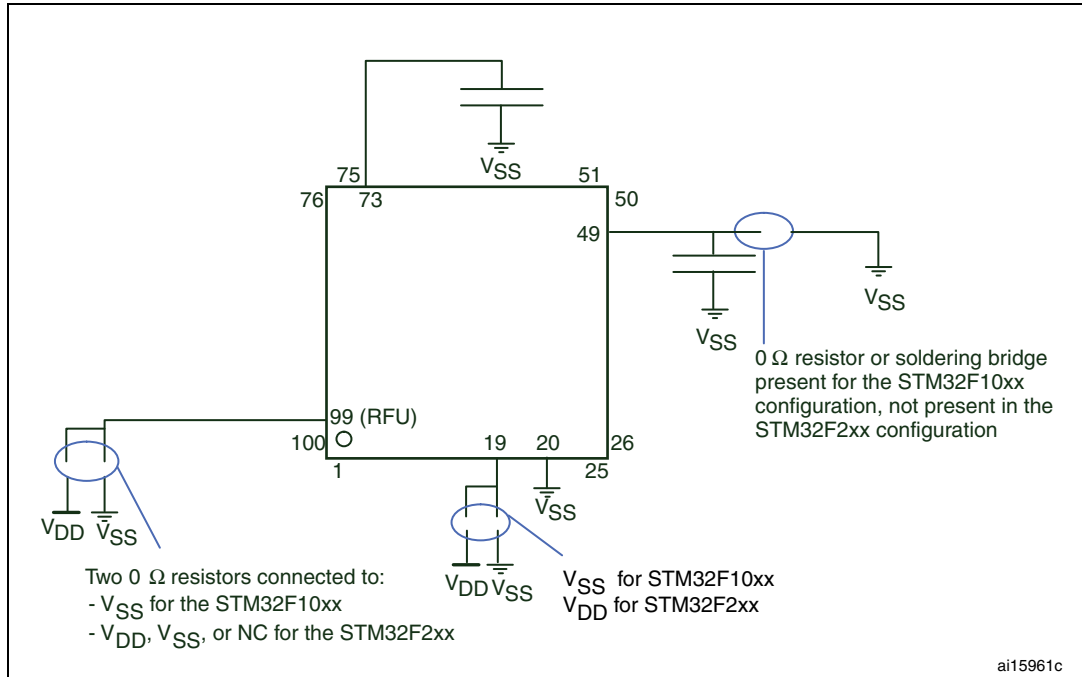 VSS
75
51
76
73
50
49
VSS
VSS
0 Ω resistor or soldering bridge
present for the STM32F10xx
configuration, not present in the
STM32F2xx configuration
99 (RFU)
100
19
20
26
1
25
VSS
VDD VSS
VDD VSS
Two 0 Ω resistors connected to:
- VSS for the STM32F10xx
- VDD, VSS, or NC for the STM32F2xx
VSS for STM32F10xx
VDD for STM32F2xx
ai15961c